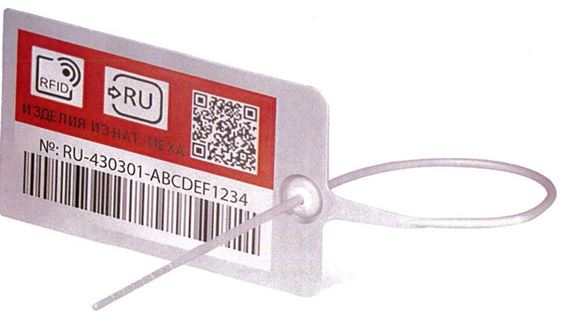 RFID
RU
ИЗДЕЛИЯ ИЗ НАТ. МЕХА
№: RU-430301-ABCDEF1234